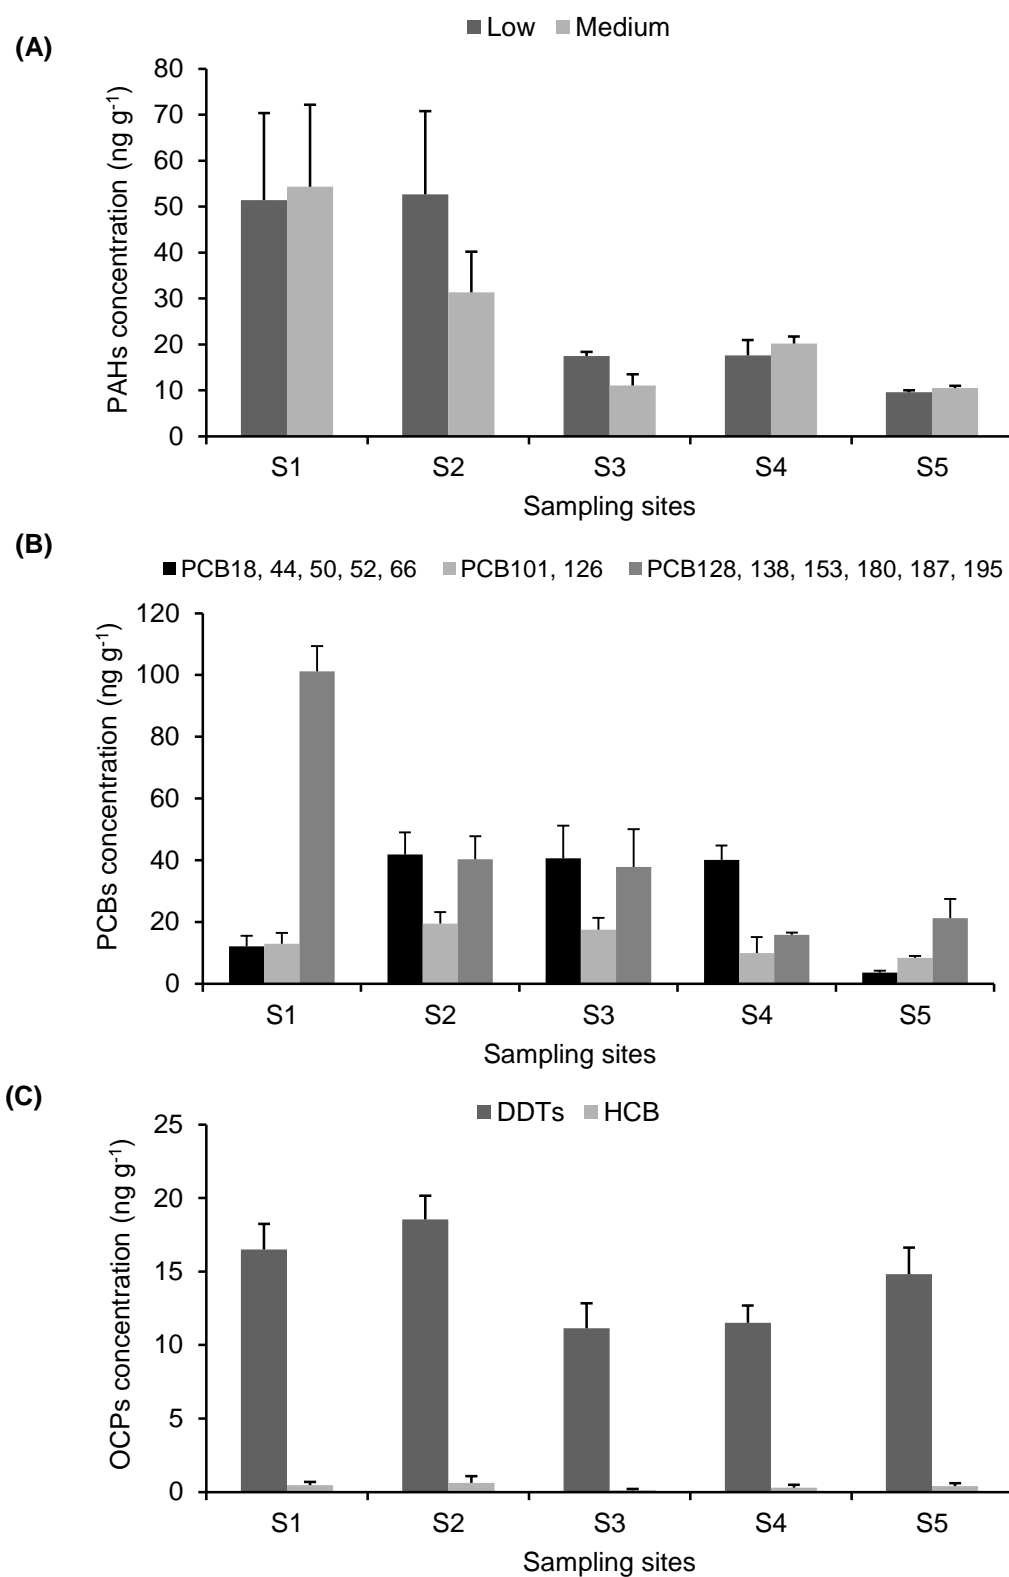 (A)
Low Medium
PAHs concentration (ng g-1)
80
70
60
50
40
30
20
10
0
S1 S2 S3 S4 S5
Sampling sites
(B)
PCB18, 44, 50, 52, 66 PCB101, 126 PCB128, 138, 153, 180, 187, 195
PCBs concentration (ng g-1)
120
100
80
60
40
20
0
S1 S2 S3 S4 S5
Sampling sites
(C)
DDTs HCB
OCPs concentration (ng g-1)
25
20
15
10
5
0
S1 S2 S3 S4 S5
Sampling sites